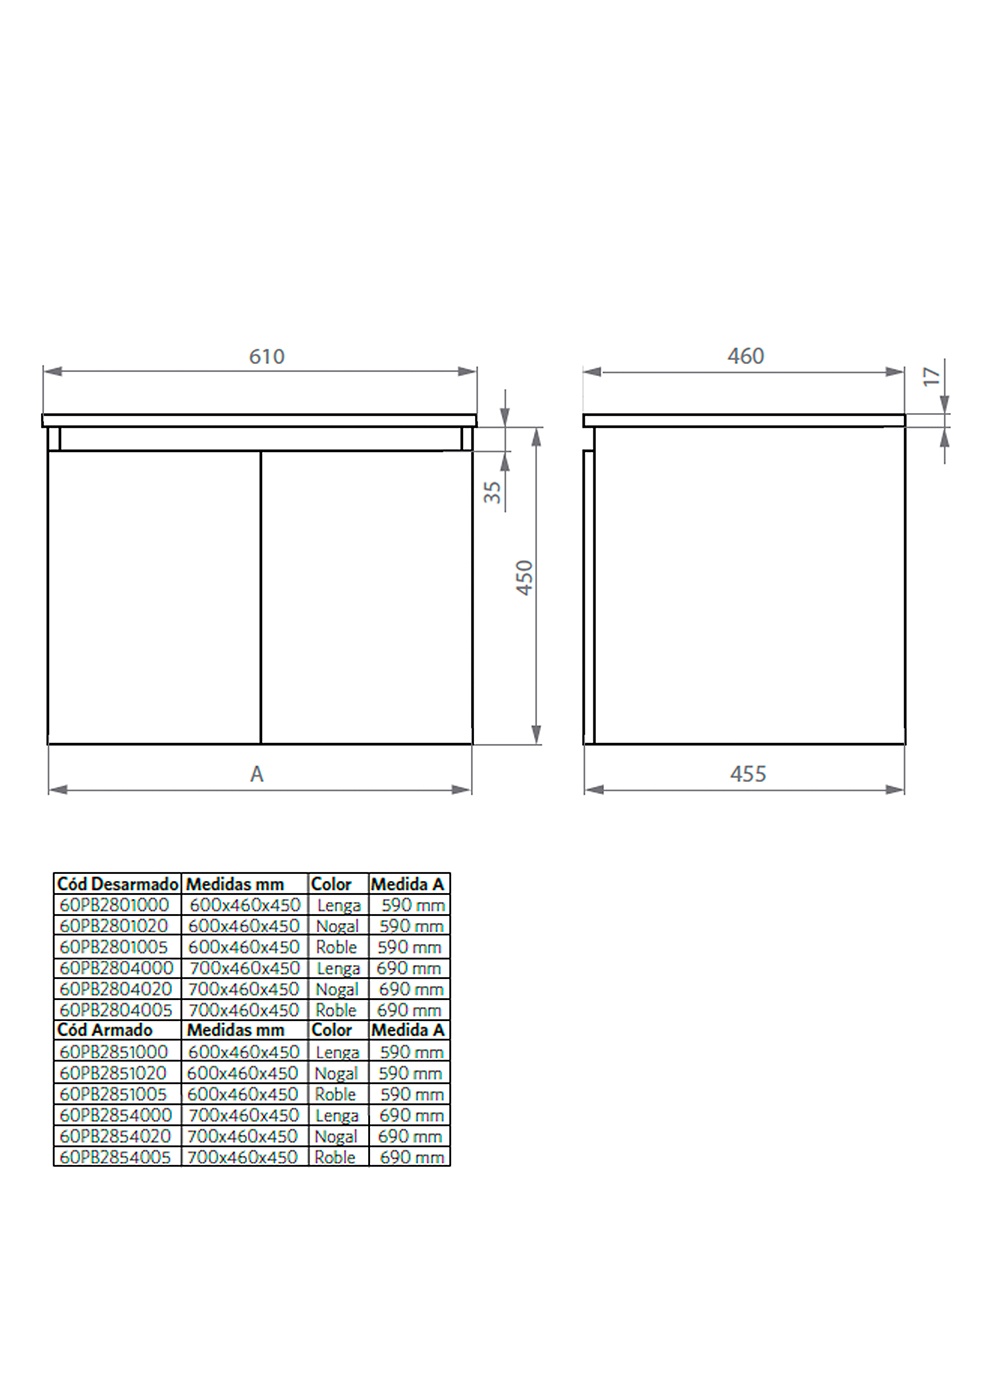 610
460
17
35
450
A
455
Cód Desarmado Medidas mm Color Medida A
60PB2801000 600x460x450 Lenga 590 mm
60PB2801020 600x460x450 Nogal 590 mm
60PB2801005 600x460x450 Roble 590 mm
60PB2804000 700x460x450 Lenga 690 mm
60PB2804020 700x460x450 Nogal 690 mm
60PB2804005 700x460x450 Roble 690 mm
Cód Armado Medidas mm Color Medida A
60PB2851000 600x460x450 Lenga 590 mm
60PB2851020 600x460x450 Nogal 590 mm
60PB2851005 600x460x450 Roble 590 mm
60PB2854000 700x460x450 Lenga 690 mm
60PB2854020 700x460x450 Nogal 690 mm
60PB2854005 700x460x450 Roble 690 mm